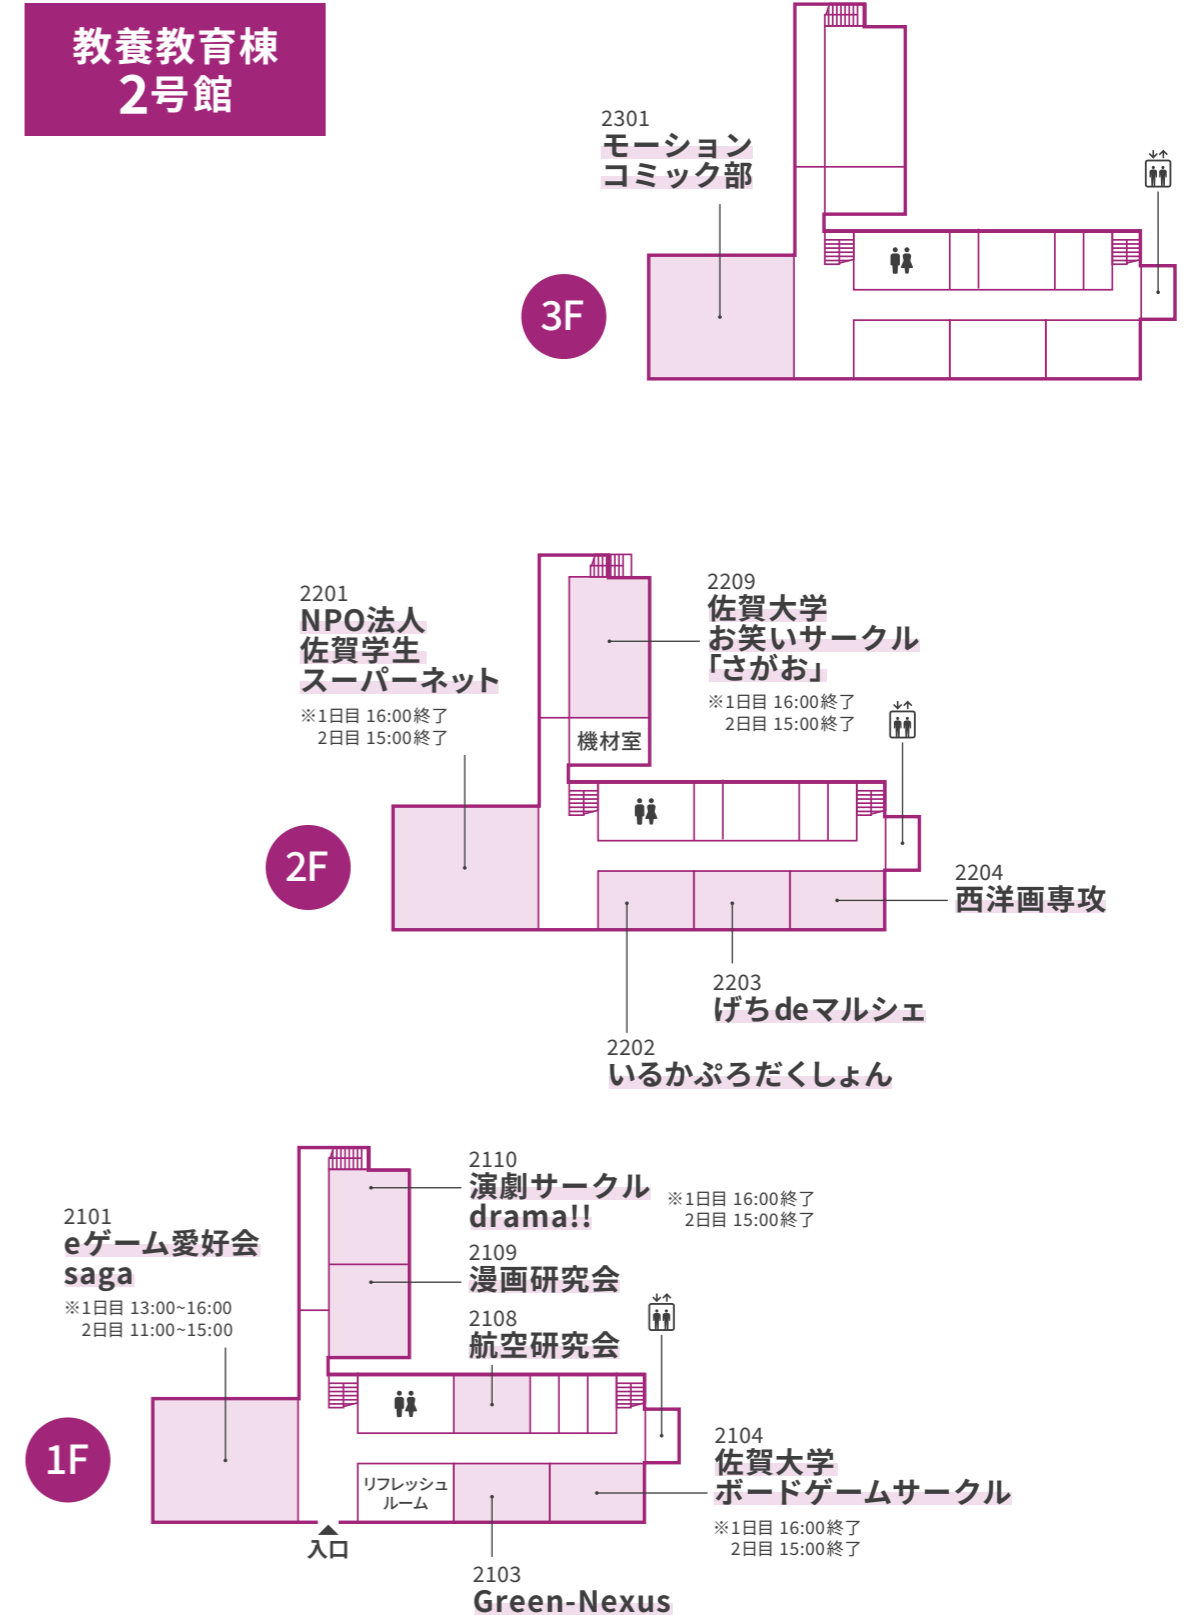 教養教育棟
2号館
2301
モーション
コミック部
3F
2201
NPO法人
佐賀学生
スーパーネット
※1日目 16:00終了
2日目 15:00終了
2209
佐賀大学
お笑いサークル
「さがお」
※1日目 16:00終了
2日目 15:00終了
機材室
2F
2204
西洋画専攻
2203
げちdeマルシェ
2202
いるかぷろだくしょん
2101
eゲーム愛好会
saga
※1日目 13:00~16:00
2日目 11:00~15:00
2110
演劇サークル
drama!!
※1日目 16:00終了
2日目 15:00終了
2109
漫画研究会
2108
航空研究会
1F
リフレッシュ
ルーム
入口
2104
佐賀大学
ボードゲームサークル
※1日目 16:00終了
2日目 15:00終了
2103
Green-Nexus